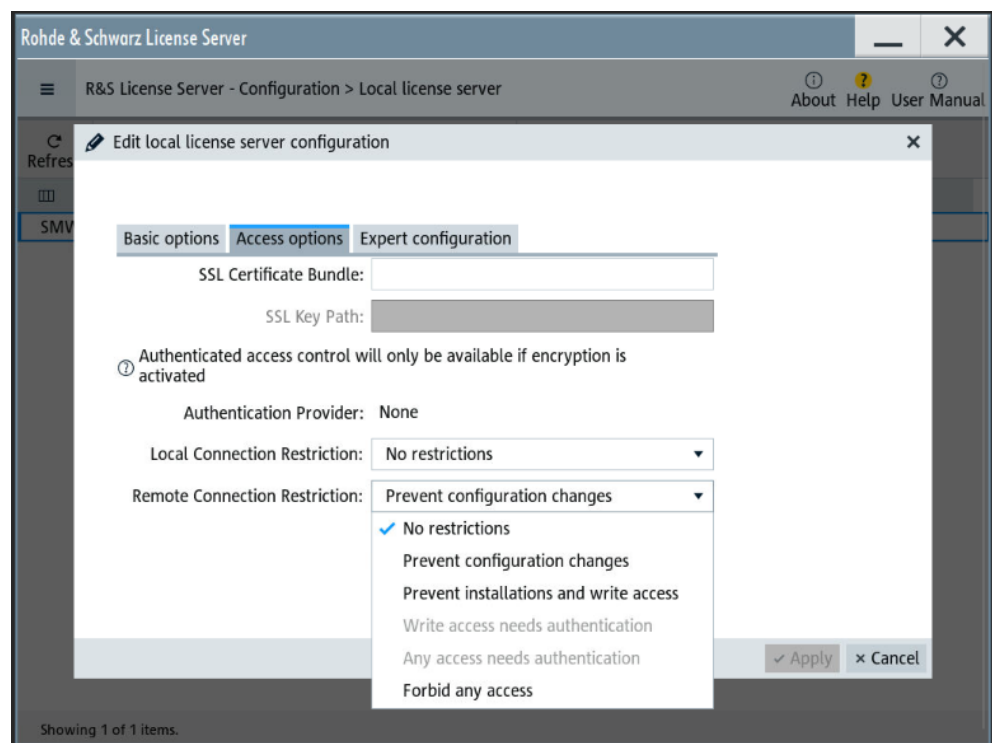 Rohde & Schwarz License Server
R&S License Server - Configuration > Local license server
About Help User Manual
Refres
Edit local license server configuration
SMW
Basic options Access options Expert configuration
SSL Certificate Bundle:
SSL Key Path:
Authenticated access control will only be available if encryption is
activated
Authentication Provider: None
Local Connection Restriction: No restrictions
Remote Connection Restriction: Prevent configuration changes
No restrictions
Prevent configuration changes
Prevent installations and write access
Write access needs authentication
Any access needs authentication
Forbid any access
Apply Cancel
Showing 1 of 1 items.